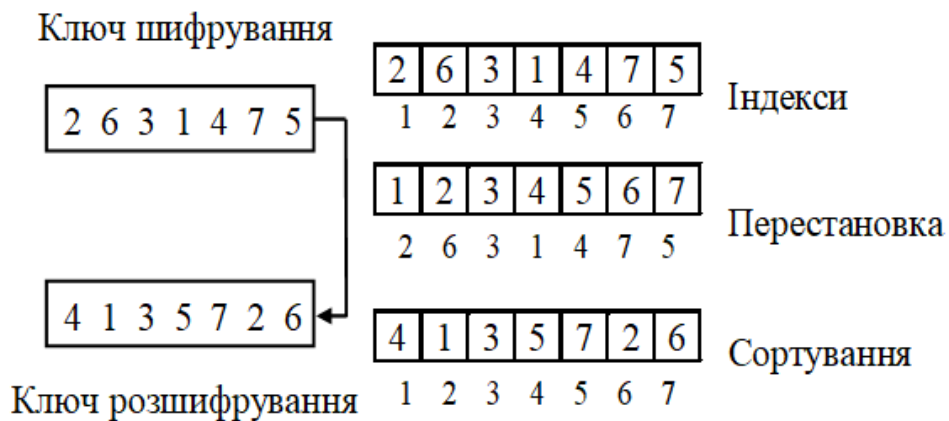 Ключ шифрування
2 6 3 1 4 7 5
4 1 3 5 7 2 6
Ключ розшифрування
2 6 3 1 4 7 5
1 2 3 4 5 6 7
Індекси
1 2 3 4 5 6 7
2 6 3 1 4 7 5
Перестановка
4 1 3 5 7 2 6
1 2 3 4 5 6 7
Сортування